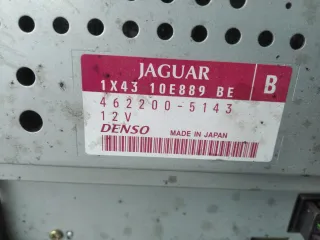 JAGUAR
1X43 10E889 BE B
462200-5143
12V
DENSO MADE IN JAPAN